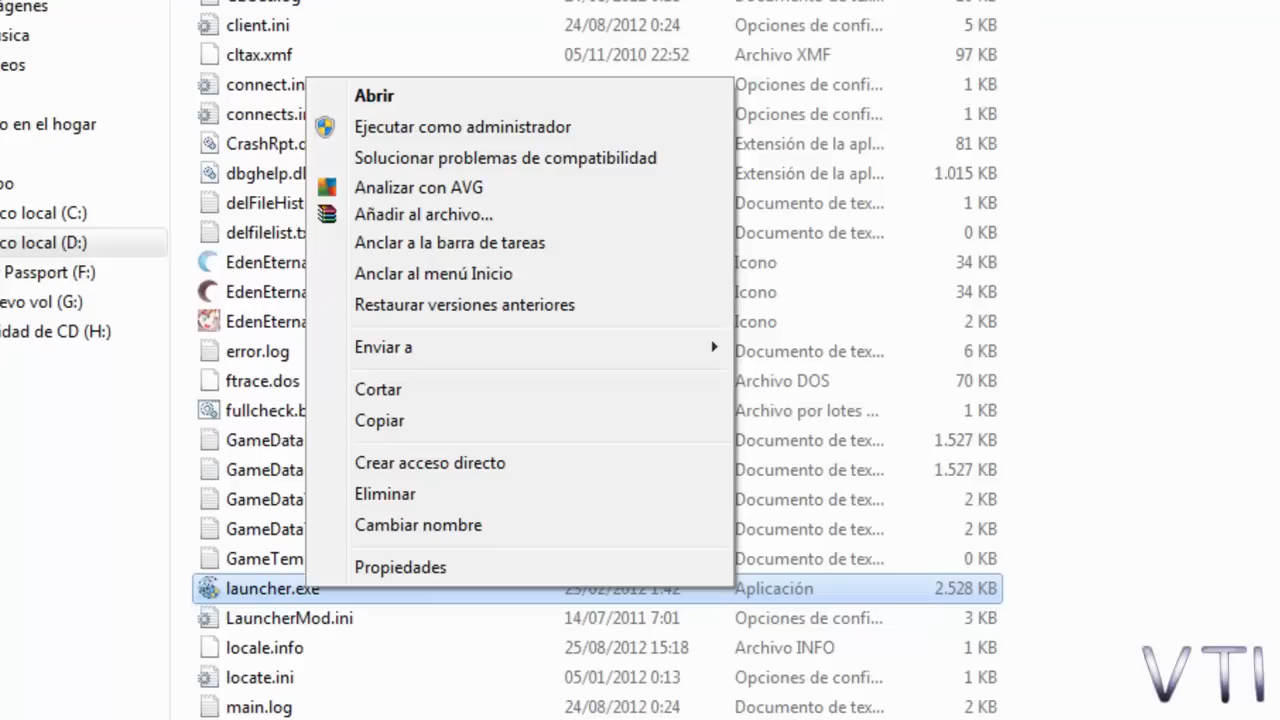 client.ini 24/08/2012 0:24 Opciones de confi... 5 KB
cltax.xmf 05/11/2010 22:52 Archivo XMF 97 KB
connect.in Opciones de confi... 1 KB
connects.i Opciones de confi... 1 KB
CrashRpt.d Extensión de la apl... 81 KB
dbghelp.dl Extensión de la apl... 1.015 KB
delFileHist Documento de tex... 1 KB
delfilelist.tx Documento de tex... 0 KB
EdenEterna Icono 34 KB
EdenEterna Icono 34 KB
EdenEterna Icono 2 KB
error.log Documento de tex... 6 KB
ftrace.dos Archivo DOS 70 KB
fullcheck.b Archivo por lotes ... 1 KB
GameData Documento de tex... 1.527 KB
GameData Documento de tex... 1.527 KB
GameData Documento de tex... 2 KB
GameData Documento de tex... 2 KB
GameTem Documento de tex... 0 KB
launcher.exe 25/02/2012 1:42 Aplicación 2.528 KB
LauncherMod.ini 14/07/2011 7:01 Opciones de confi... 3 KB
locale.info 25/08/2012 15:18 Archivo INFO 1 KB
locate.ini 05/01/2012 0:13 Opciones de confi... 1 KB
main.log 24/08/2012 0:24 Documento de tex... 2 KB
ágenes
úsica
eos
o en el hogar
po
co local (C:)
co local (D:)
Passport (F:)
evo vol (G:)
idad de CD (H:)
Abrir
Ejecutar como administrador
Solucionar problemas de compatibilidad
Analizar con AVG
Añadir al archivo...
Anclar a la barra de tareas
Anclar al menú Inicio
Restaurar versiones anteriores
Enviar a
Cortar
Copiar
Crear acceso directo
Eliminar
Cambiar nombre
Propiedades
VTI